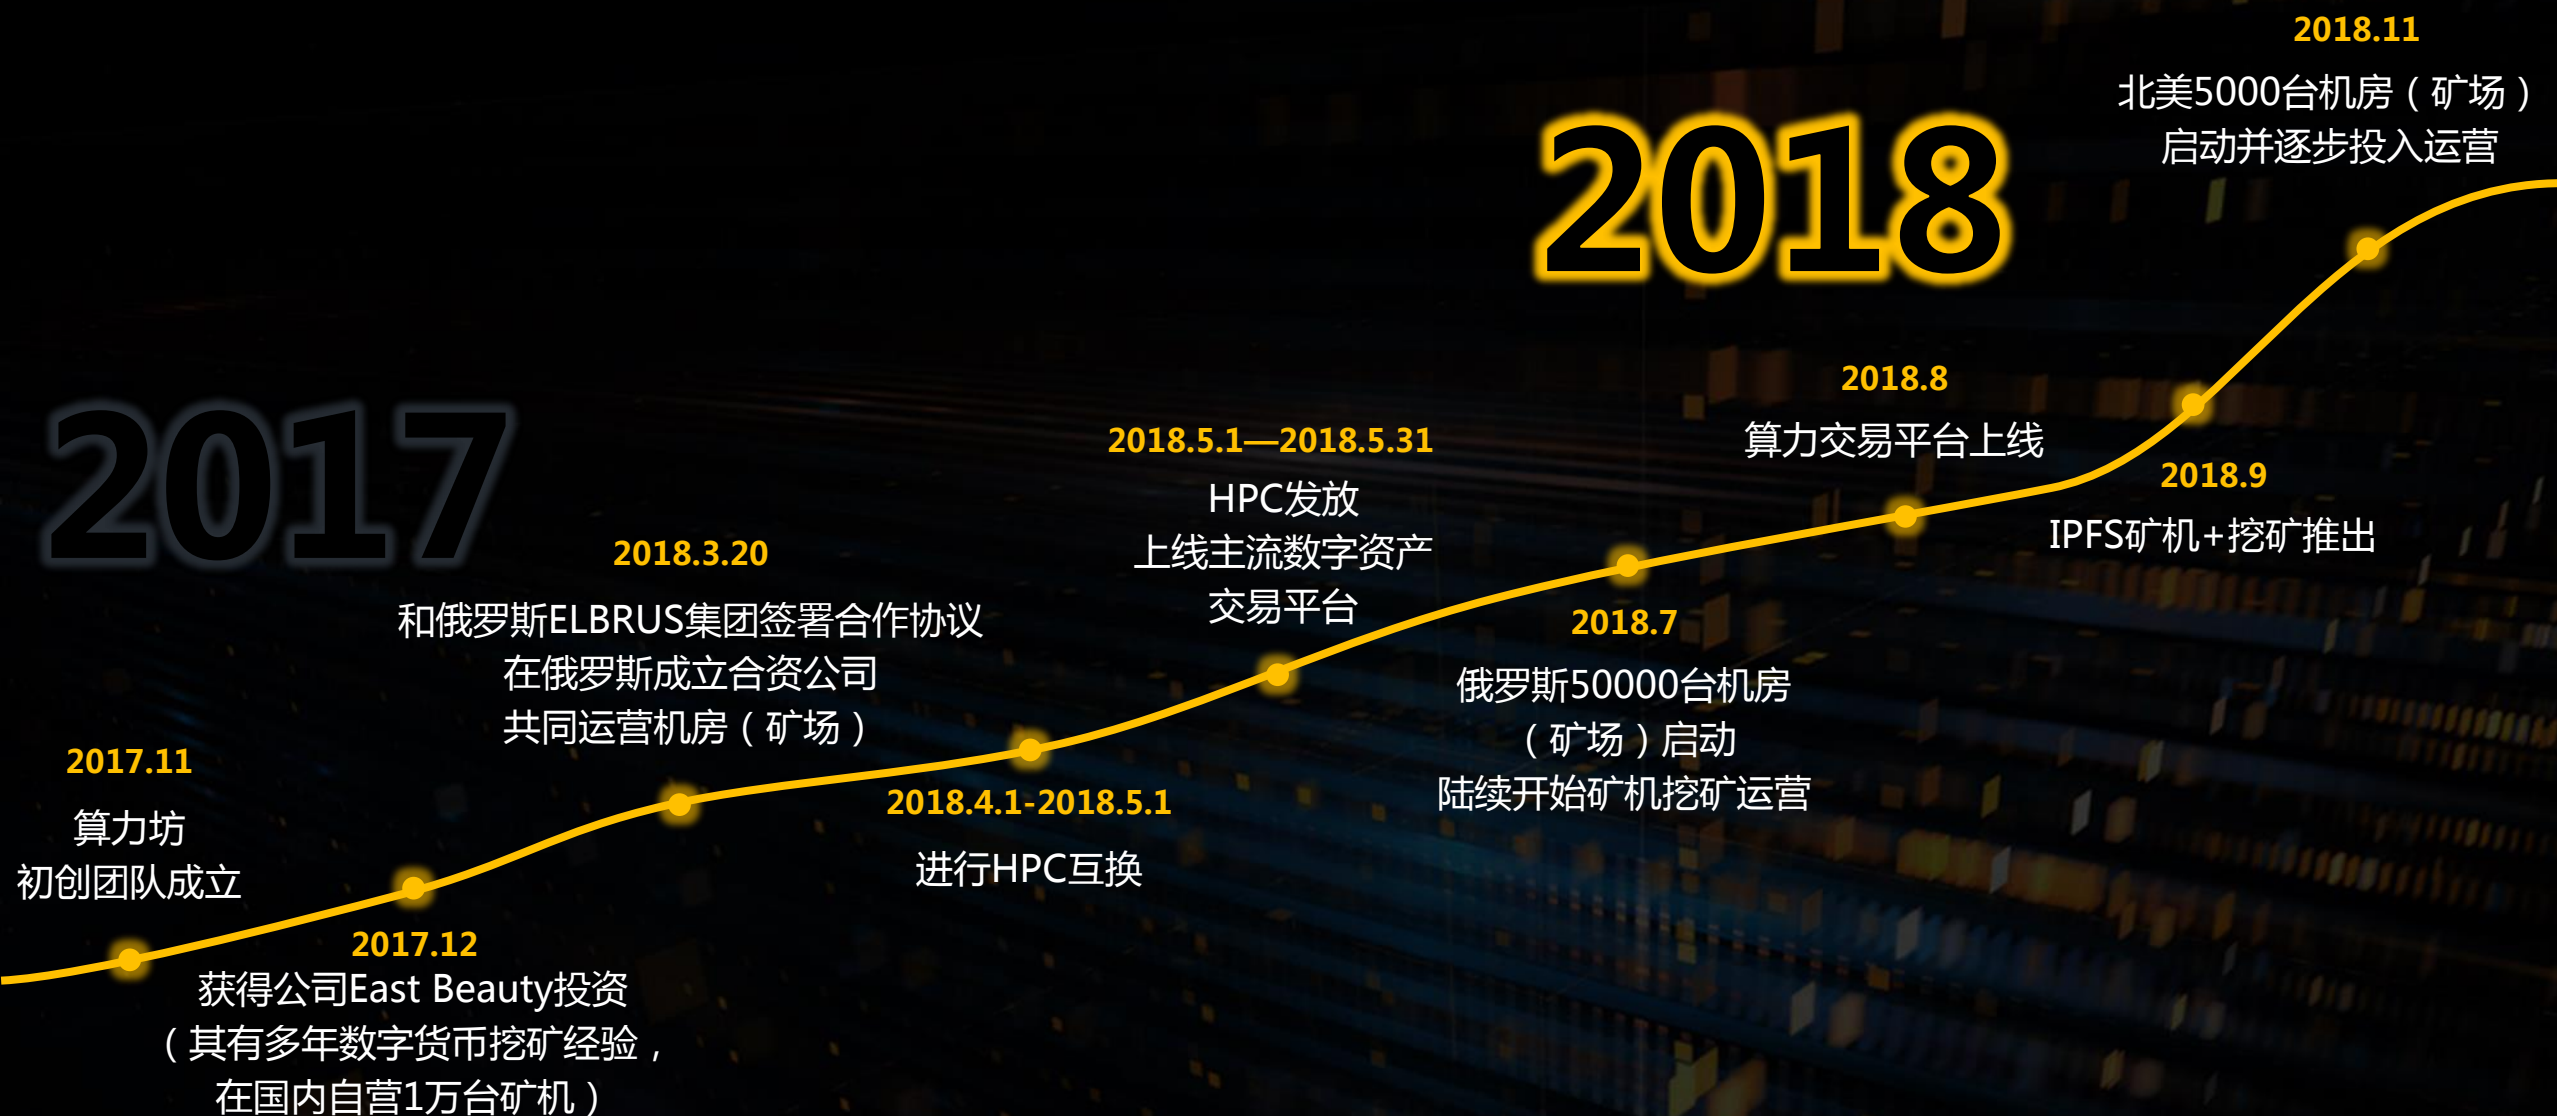 2017
2017.11
算力坊
初创团队成立
2017.12
获得公司East Beauty投资
（其有多年数字货币挖矿经验，
在国内自营1万台矿机）
2018
2018.3.20
和俄罗斯ELBRUS集团签署合作协议
在俄罗斯成立合资公司
共同运营机房（矿场）
2018.4.1-2018.5.1
进行HPC互换
2018.5.1—2018.5.31
HPC发放
上线主流数字资产
交易平台
2018.7
俄罗斯50000台机房
（矿场）启动
陆续开始矿机挖矿运营
2018.8
算力交易平台上线
2018.9
IPFS矿机+挖矿推出
2018.11
北美5000台机房（矿场）
启动并逐步投入运营